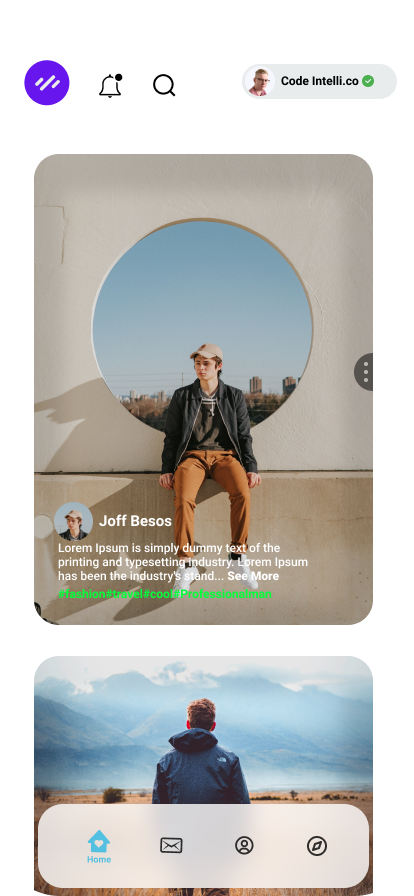 Code Intelli.co
Joff Besos
Lorem Ipsum is simply dummy text of the
printing and typesetting industry. Lorem Ipsum
has been the industry's stand... See More
#fashion#travel#cool#Professionalman
Home